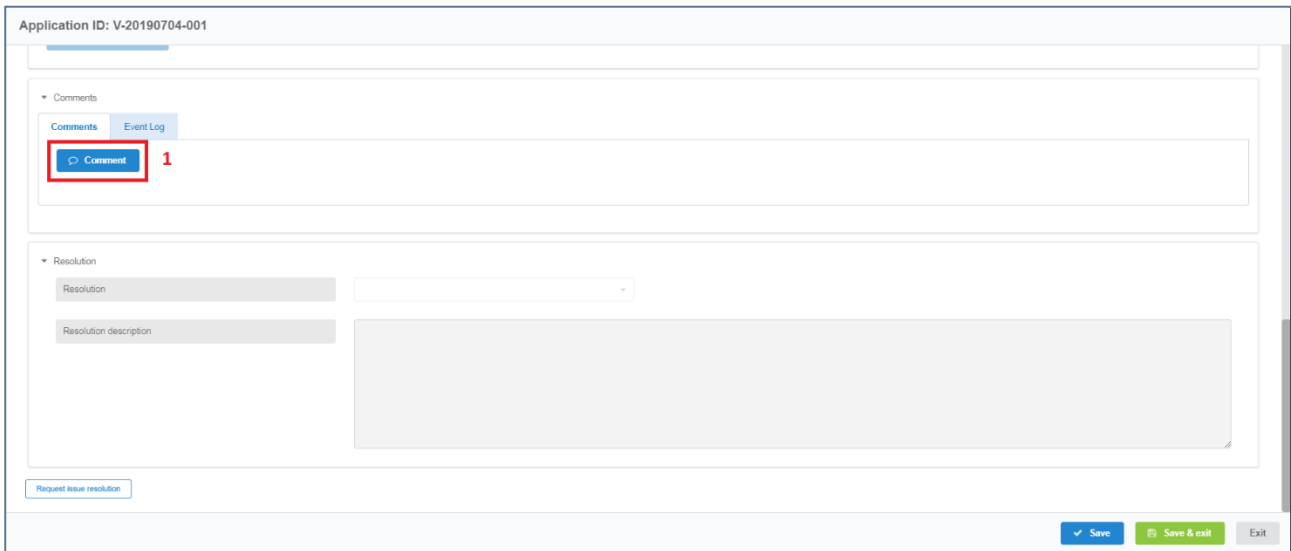 Application ID: V-20190704-001
Comments
Comments Event Log
Comment 1
Resolution
Resolution
Resolution description
Request issue resolution
Save Save & exit Exit